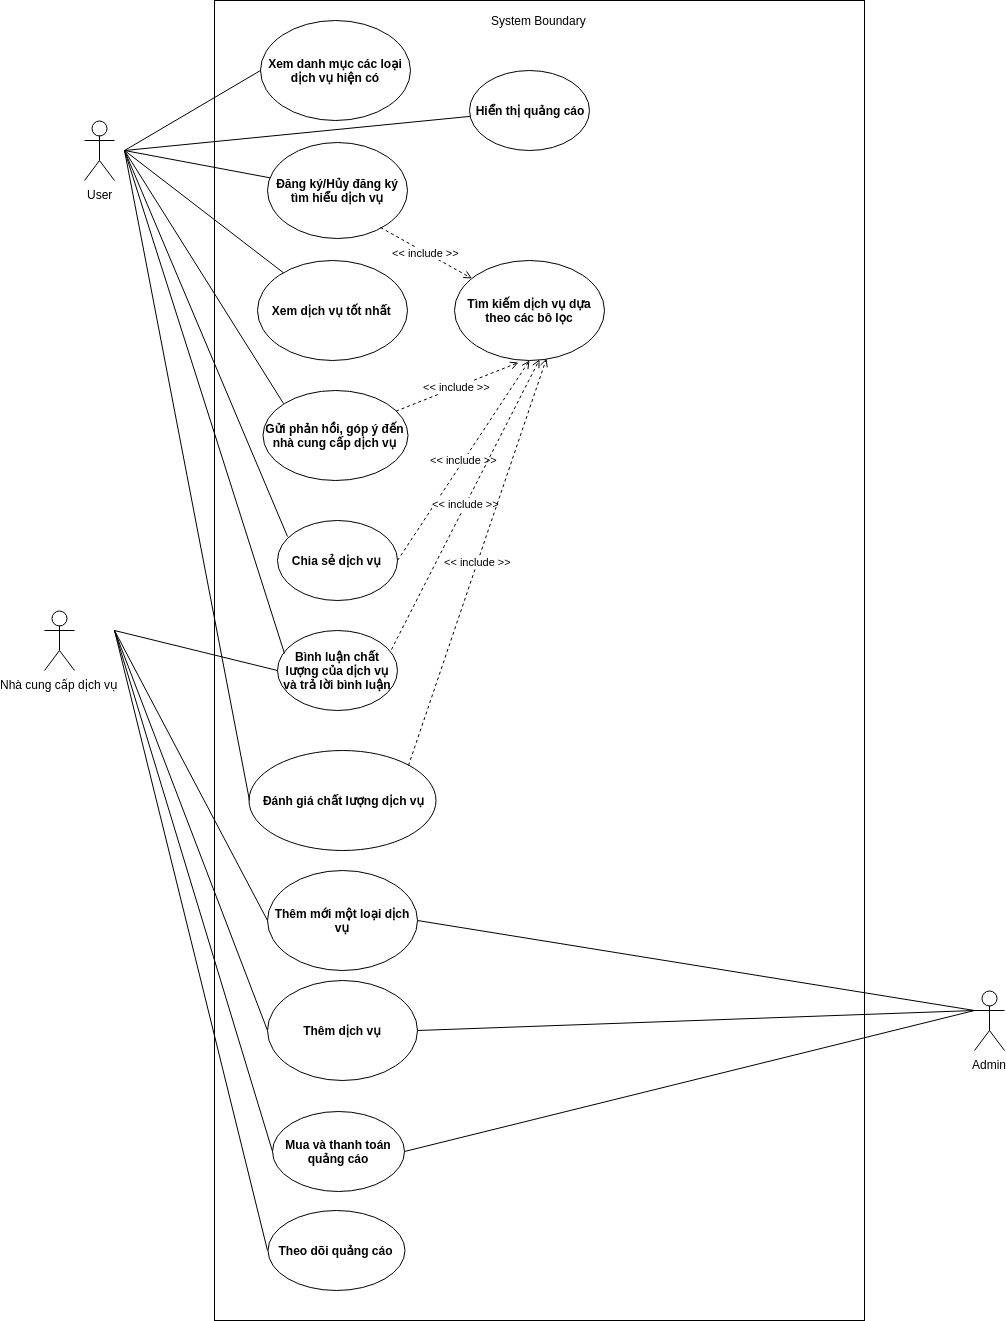 System Boundary
Xem danh mục các loại
dịch vụ hiện có
Hiển thị quảng cáo
User
Đăng ký/Hủy đăng ký
tìm hiểu dịch vụ
<< include >>
Xem dịch vụ tốt nhất
Tìm kiếm dịch vụ dựa
theo các bô lọc
<< include >>
Gửi phản hồi, góp ý đến
nhà cung cấp dịch vụ
<< include >>
<< include >>
Chia sẻ dịch vụ
<< include >>
Nhà cung cấp dịch vụ
Bình luận chất
lượng của dịch vụ
và trả lời bình luận
Đánh giá chất lượng dịch vụ
Thêm mới một loại dịch
vụ
Thêm dịch vụ
Admin
Mua và thanh toán
quảng cáo
Theo dõi quảng cáo